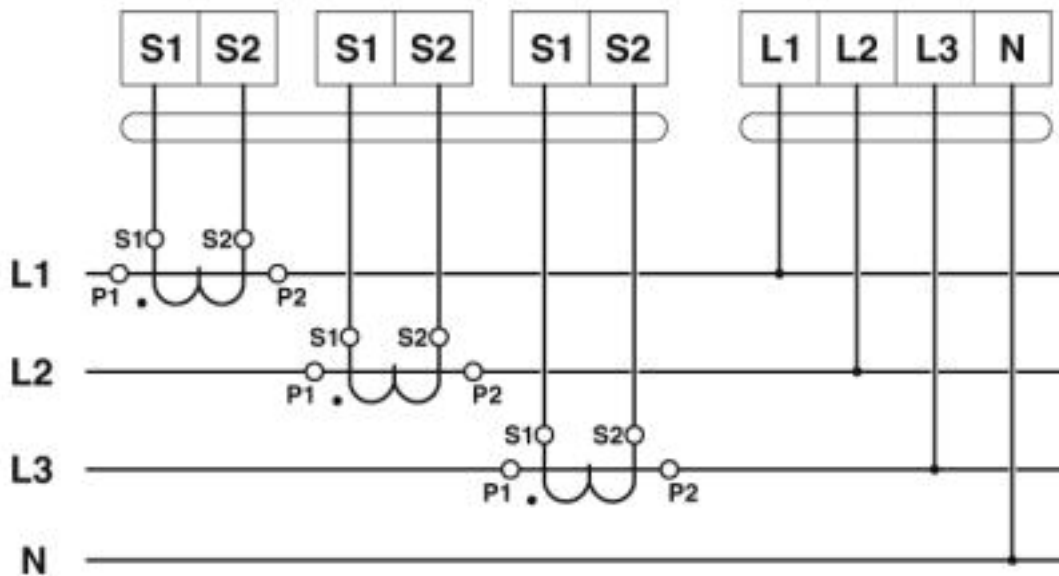 S1 S2 S1 S2 S1 S2 L1 L2 L3 N
S1 S2
L1
P1 P2
S1 S2
L2
P1 P2
S1 S2
L3
P1 P2
N